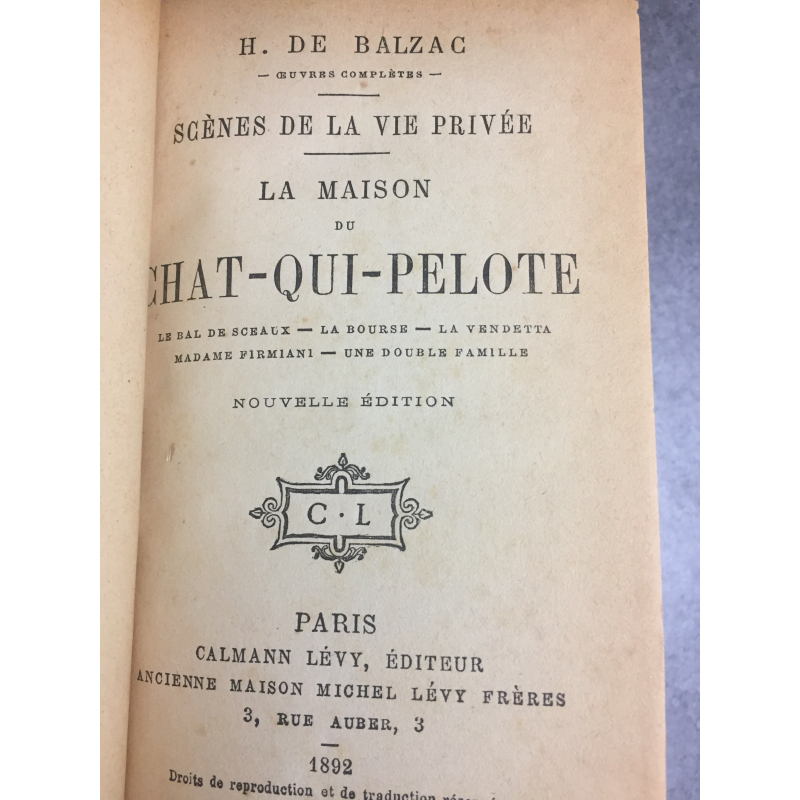 H. DE BALZAC
— ŒUVRES COMPLÈTES —
SCÈNES DE LA VIE PRIVÉE
LA MAISON
DU
CHAT-QUI-PELOTE
LE BAL DE SCEAUX — LA BOURSE — LA VENDETTA
MADAME FIRMIANI — UNE DOUBLE FAMILLE
NOUVELLE ÉDITION
C · L
PARIS
CALMANN LÉVY, ÉDITEUR
ANCIENNE MAISON MICHEL LÉVY FRÈRES
3, RUE AUBER, 3
1892
Droits de reproduction et de traduction